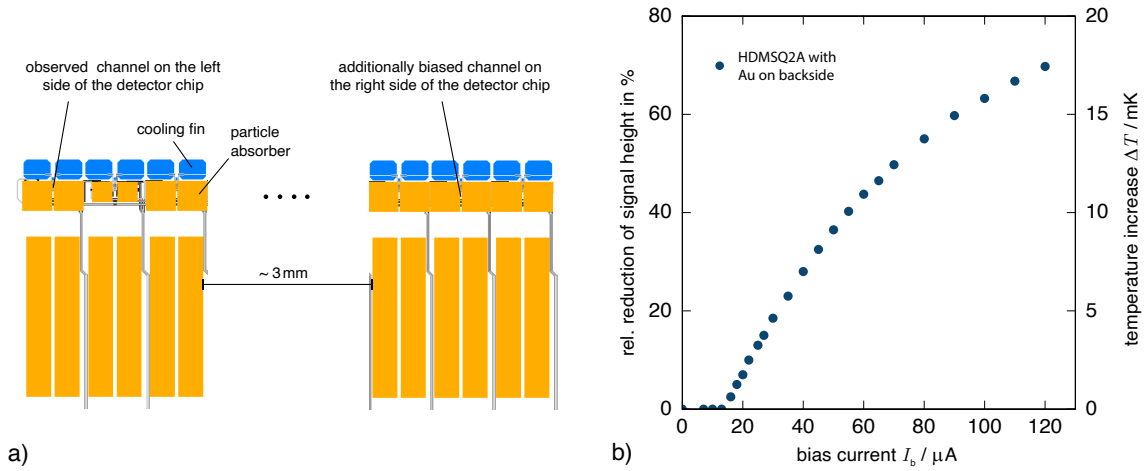 observed channel on the left
side of the detector chip
additionally biased channel on
the right side of the detector chip
cooling fin
particle
absorber
~ 3 mm
a)
80
60
40
20
0
rel. reduction of signal height in %
HDMSQ2A with
Au on backside
20
15
10
5
0
temperature increase ΔT / mK
0 20 40 60 80 100 120
bias current I_b / μA
b)